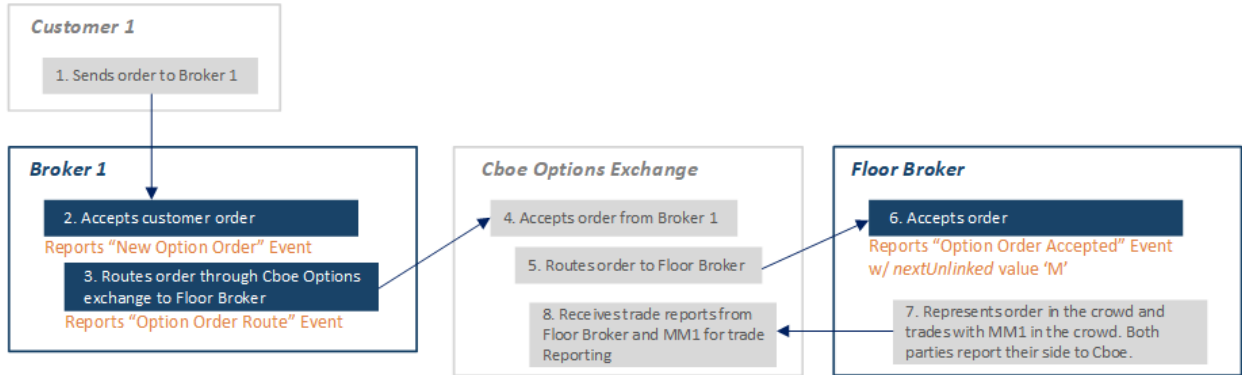 Customer 1
1. Sends order to Broker 1
Broker 1
2. Accepts customer order
Reports “New Option Order” Event
3. Routes order through Cboe Options
exchange to Floor Broker
Reports “Option Order Route” Event
Cboe Options Exchange
4. Accepts order from Broker 1
5. Routes order to Floor Broker
8. Receives trade reports from
Floor Broker and MM1 for trade
Reporting
Floor Broker
6. Accepts order
Reports “Option Order Accepted” Event
w/ nextUnlinked value ‘M’
7. Represents order in the crowd and
trades with MM1 in the crowd. Both
parties report their side to Cboe.